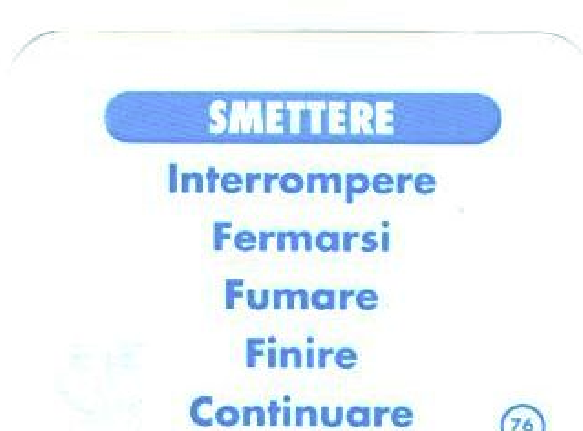 SMETTERE
Interrompere
Fermarsi
Fumare
Finire
Continuare
76